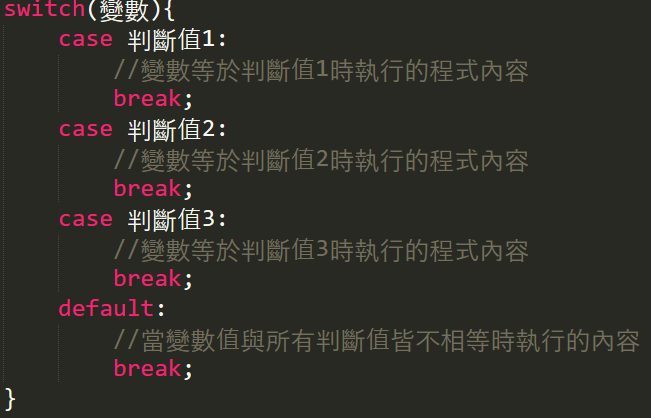 switch(變數){
case 判斷值1:
//變數等於判斷值1時執行的程式內容
break;
case 判斷值2:
//變數等於判斷值2時執行的程式內容
break;
case 判斷值3:
//變數等於判斷值3時執行的程式內容
break;
default:
//當變數值與所有判斷值皆不相等時執行的內容
break;
}